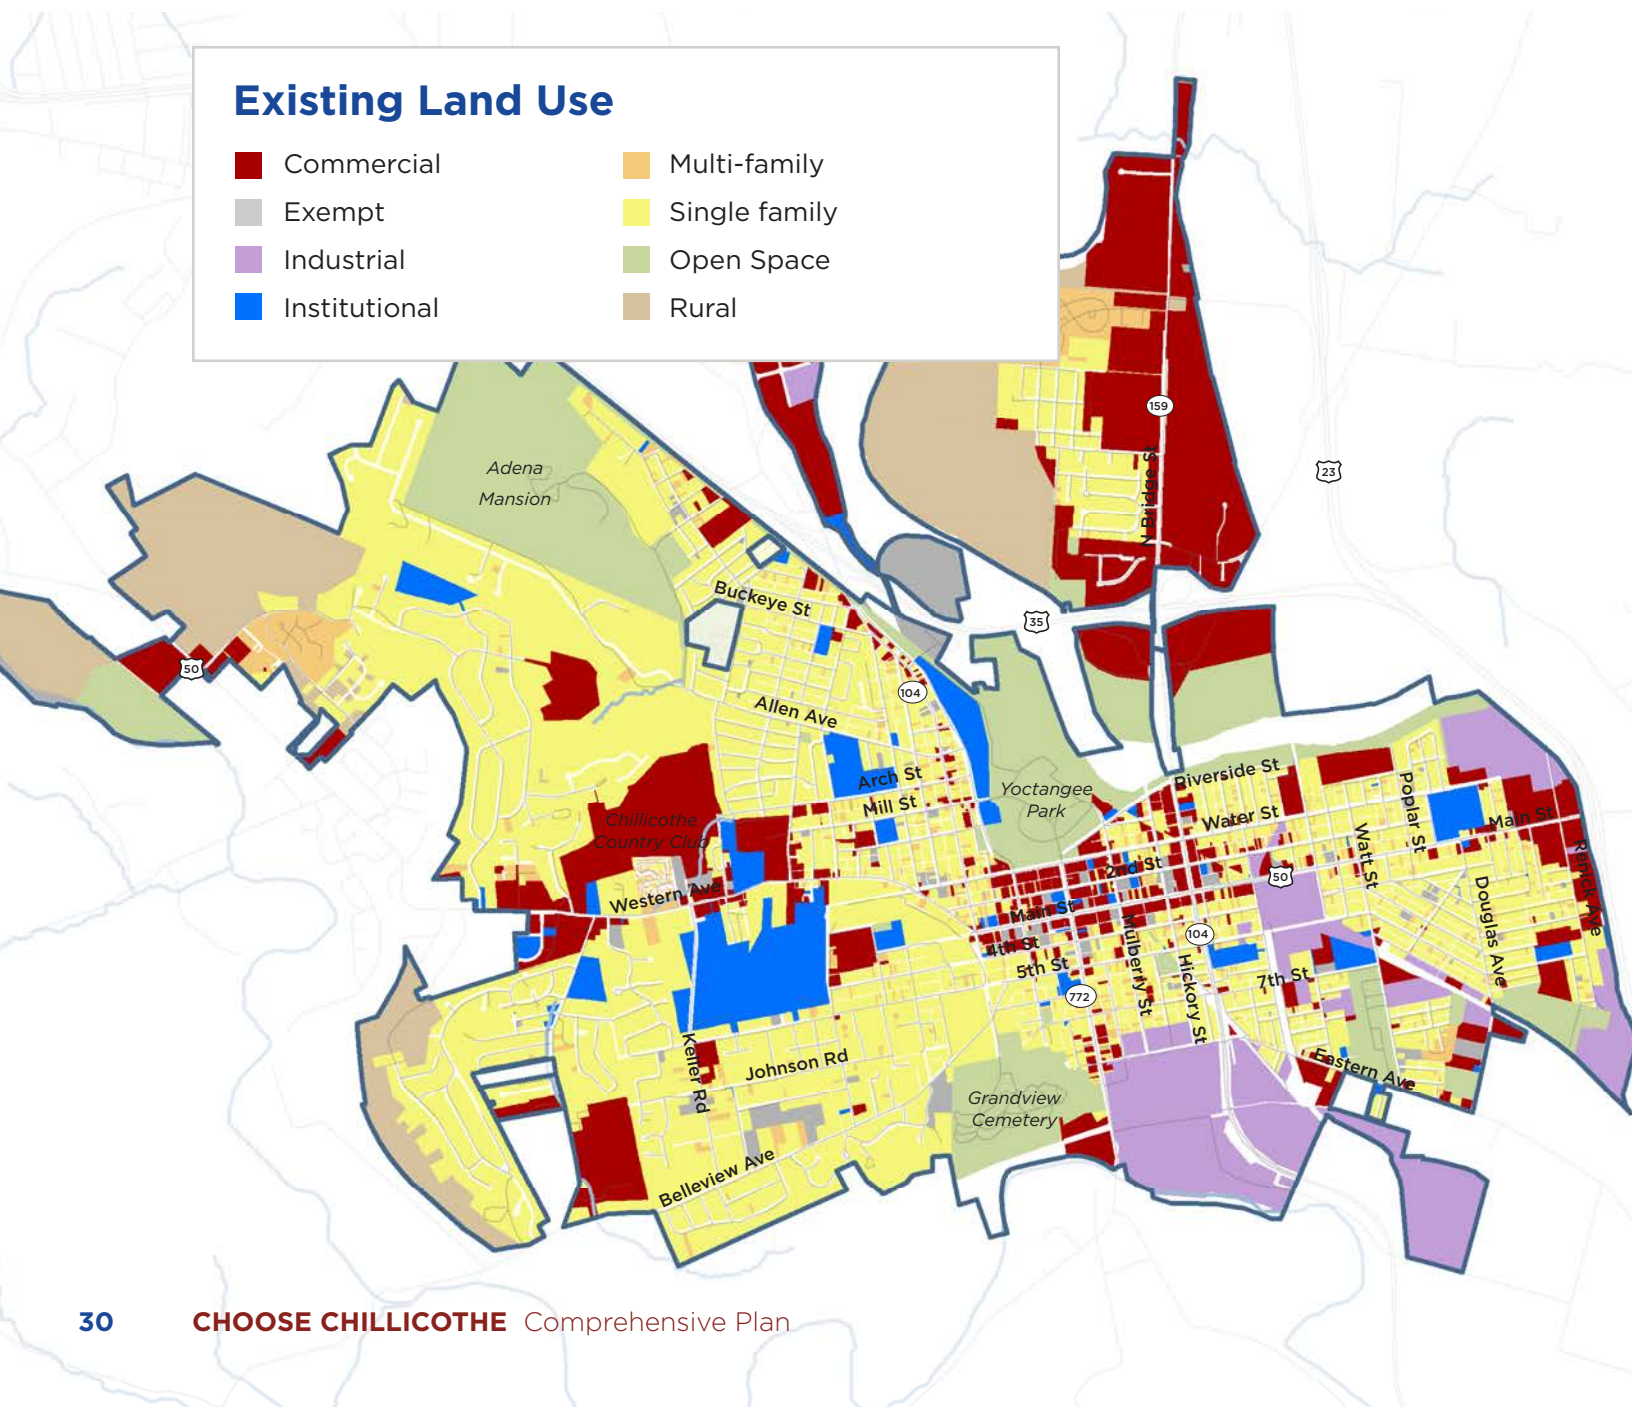 Existing Land Use
Commercial
Exempt
Industrial
Institutional
Multi-family
Single family
Open Space
Rural
159
23
N Bridge St
Adena
Mansion
Buckeye St
35
50
104
Allen Ave
Arch St
Mill St
Yoctangee
Park
Riverside St
Water St
Poplar St
Main St
Chillicothe
Country Club
Western Ave
2nd St
50
Watt St
Renick Ave
Main St
Mulberry St
104
Douglas Ave
4th St
5th St
772
Hickory St
7th St
Keller Rd
Johnson Rd
Eastern Ave
Grandview
Cemetery
Belleview Ave
30
CHOOSE CHILLICOTHE Comprehensive Plan